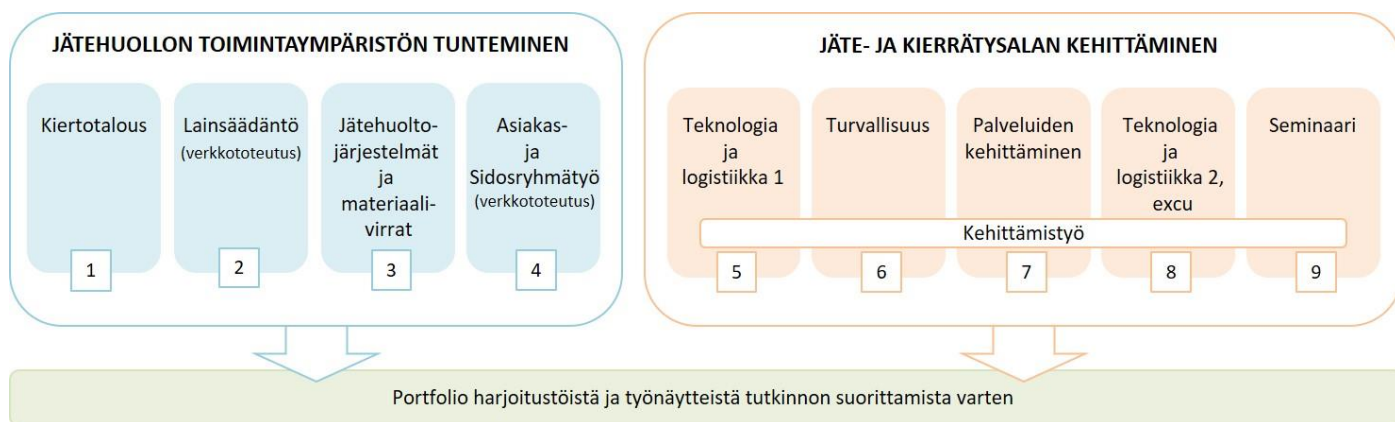 JÄTEHUOLLON TOIMINTAYMPÄRISTÖN TUNTEMINEN
Kiertotalous
1
Lainsäädäntö
(verkkototeutus)
2
Jätehuolto-
järjestelmät
ja
materiaali-
virrat
3
Asiakas-
ja
Sidosryhmätyö
(verkkototeutus)
4
JÄTE- JA KIERRÄTYSALAN KEHITTÄMINEN
Teknologia
ja
logistiikka 1
5
Turvallisuus
6
Palveluiden
kehittäminen
7
Teknologia
ja
logistiikka 2,
excu
8
Seminaari
9
Kehittämistyö
Portfolio harjoitustöistä ja työnäytteistä tutkinnon suorittamista varten